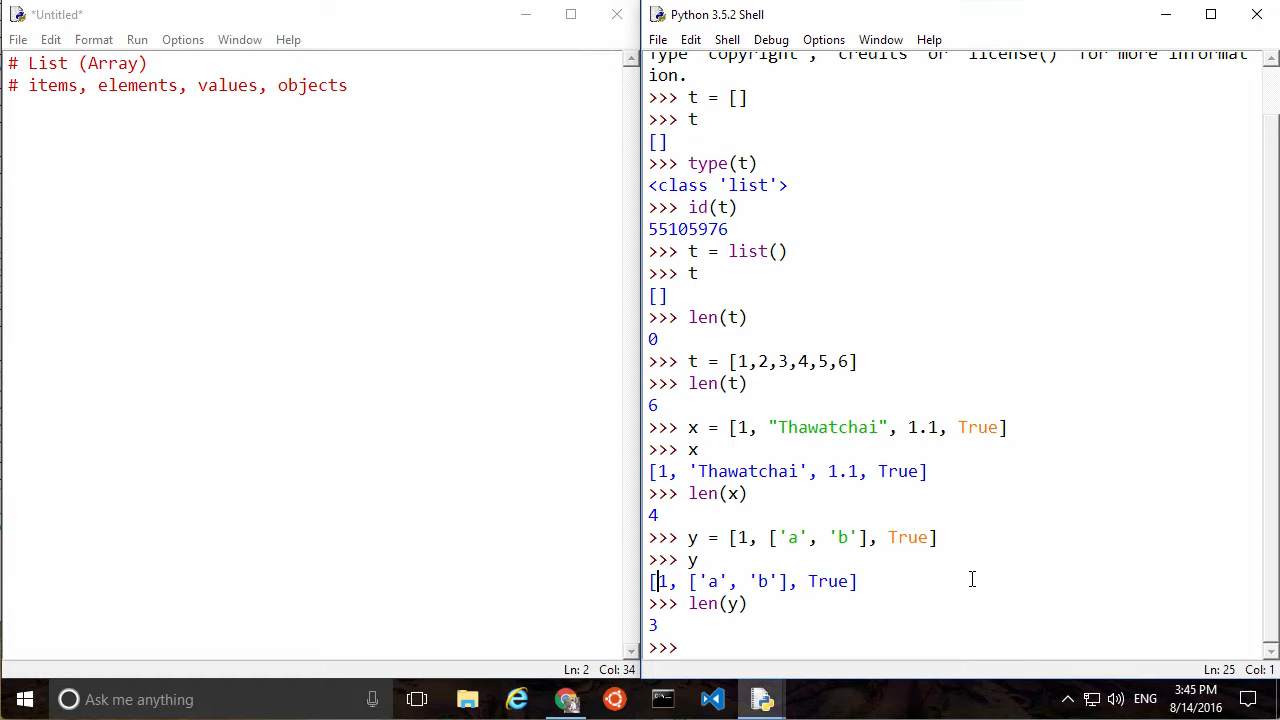 *Untitled*
File Edit Format Run Options Window Help
# List (Array)
# items, elements, values, objects
Ln: 2 Col: 34
Python 3.5.2 Shell
File Edit Shell Debug Options Window Help
Type "copyright", "credits" or "license()" for more informat
ion.
>>> t = []
>>> t
[]
>>> type(t)
<class 'list'>
>>> id(t)
55105976
>>> t = list()
>>> t
[]
>>> len(t)
0
>>> t = [1,2,3,4,5,6]
>>> len(t)
6
>>> x = [1, "Thawatchai", 1.1, True]
>>> x
[1, 'Thawatchai', 1.1, True]
>>> len(x)
4
>>> y = [1, ['a', 'b'], True]
>>> y
[1, ['a', 'b'], True]
>>> len(y)
3
>>>
Ln: 25 Col: 1
Ask me anything
ENG
3:45 PM
8/14/2016